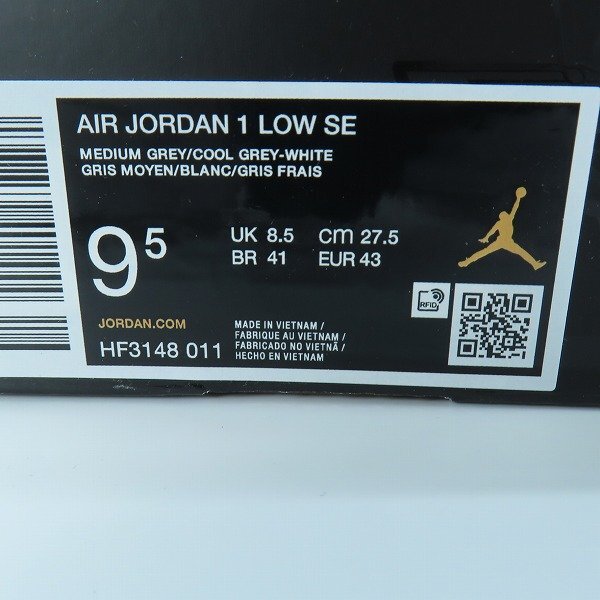 AIR JORDAN 1 LOW SE
MEDIUM GREY/COOL GREY-WHITE
GRIS MOYEN/BLANC/GRIS FRAIS
9 5
UK 8.5 CM 27.5
BR 41 EUR 43
RFID
JORDAN.COM
HF3148 011
MADE IN VIETNAM /
FABRIQUE AU VIETNAM /
FABRICADO NO VIETNÃ /
HECHO EN VIETNAM